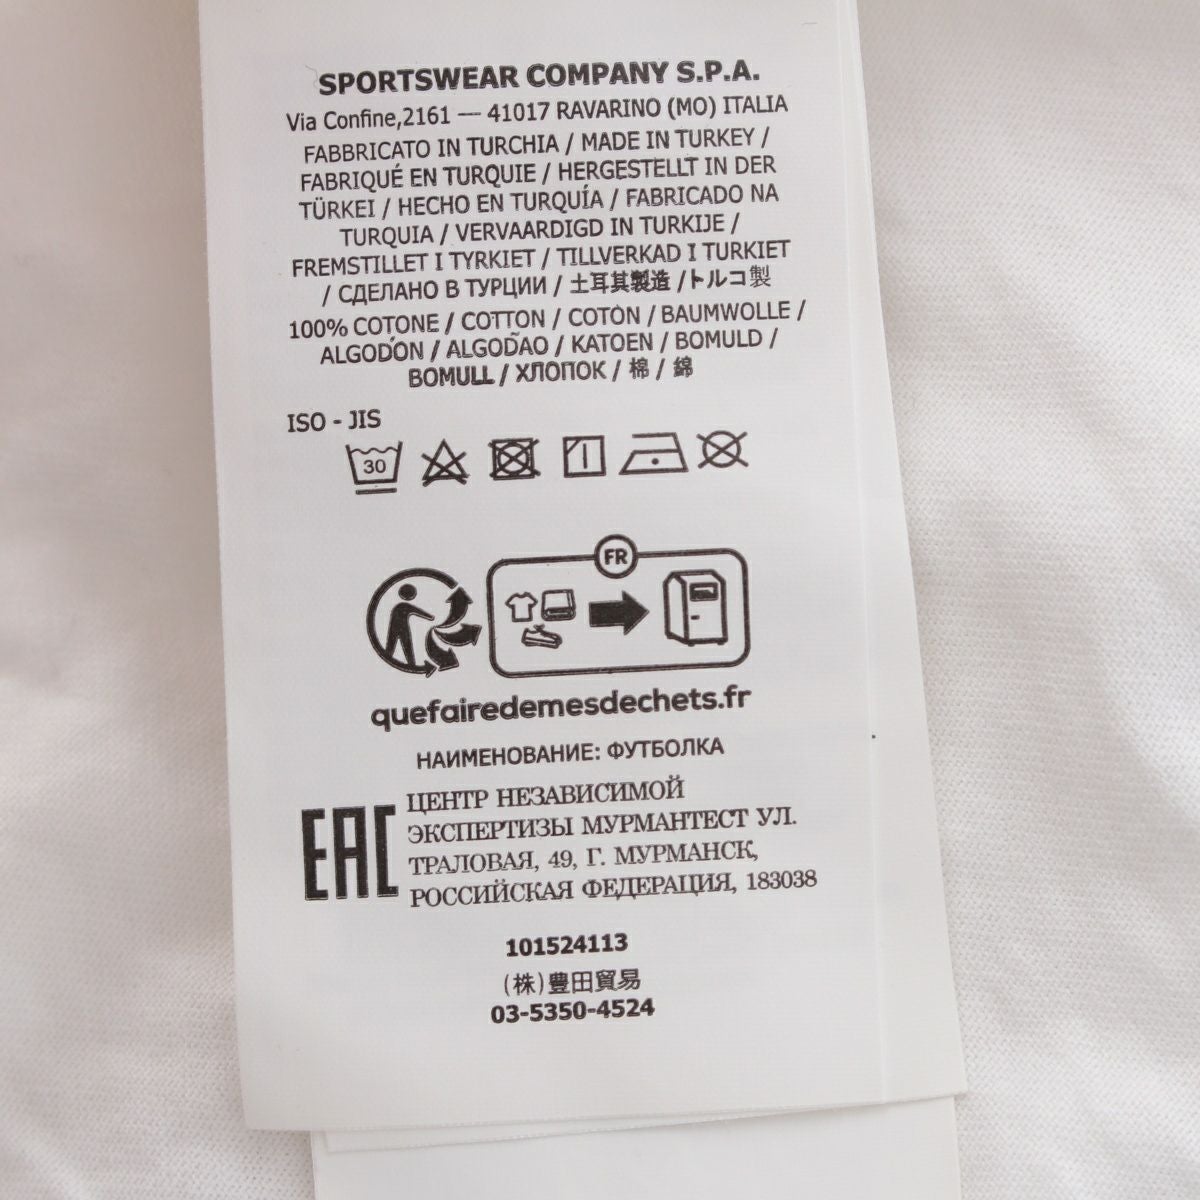 SPORTSWEAR COMPANY S.P.A.
Via Confine,2161 — 41017 RAVARINO (MO) ITALIA
FABBRICATO IN TURCHIA / MADE IN TURKEY /
FABRIQUÉ EN TURQUIE / HERGESTELLT IN DER
TÜRKEI / HECHO EN TURQUÍA / FABRICADO NA
TURQUIA / VERVAARDIGD IN TURKIJE /
FREMSTILLET I TYRKIET / TILLVERKAD I TURKIET
/ СДЕЛАНО В ТУРЦИИ / 土耳其製造 /トルコ製
100% COTONE / COTTON / COTON / BAUMWOLLE /
ALGODÓN / ALGODÃO / KATOEN / BOMULD /
BOMULL / ХЛОПОК / 棉 / 綿
ISO - JIS
30
FR
quefairedemesdechets.fr
НАИМЕНОВАНИЕ: ФУТБОЛКА
EAC
ЦЕНТР НЕЗАВИСИМОЙ
ЭКСПЕРТИЗЫ МУРМАНТЕСТ УЛ.
ТРАЛОВАЯ, 49, Г. МУРМАНСК,
РОССИЙСКАЯ ФЕДЕРАЦИЯ, 183038
101524113
(株)豊田貿易
03-5350-4524